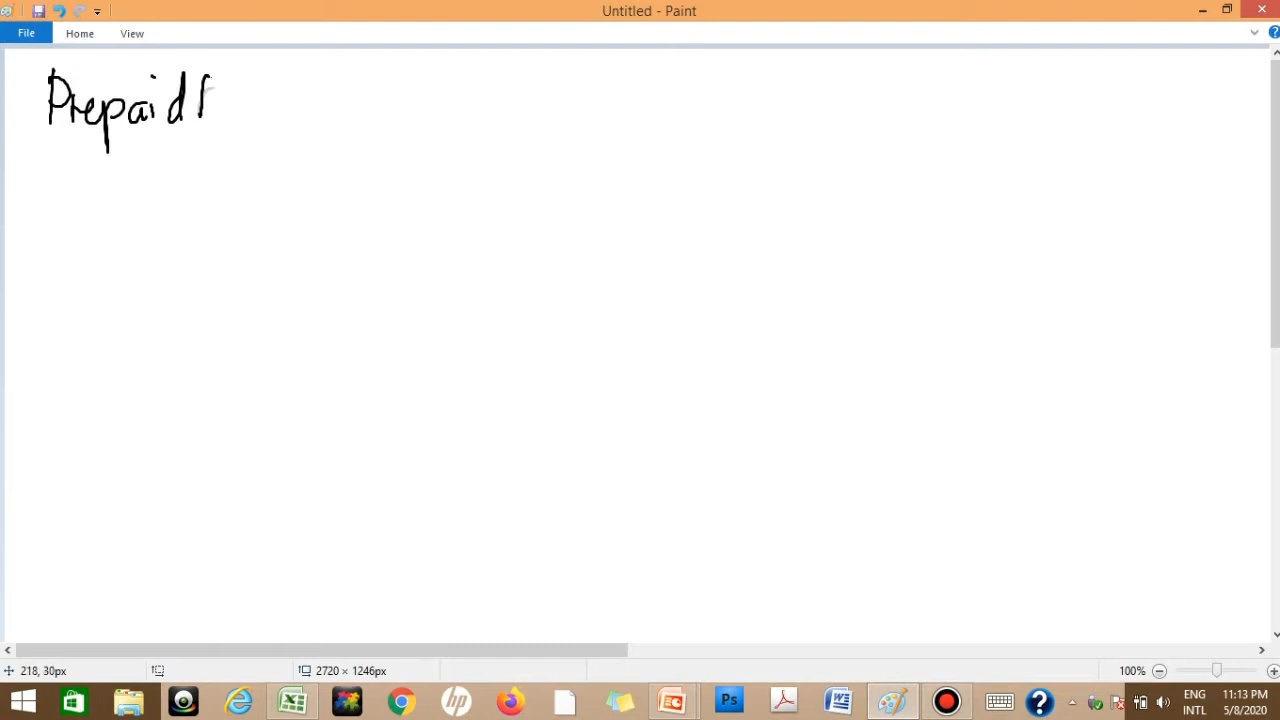 Untitled - Paint
File Home View
Prepaid
218, 30px 2720 × 1246px 100%
ENG 11:13 PM
INTL 5/8/2020